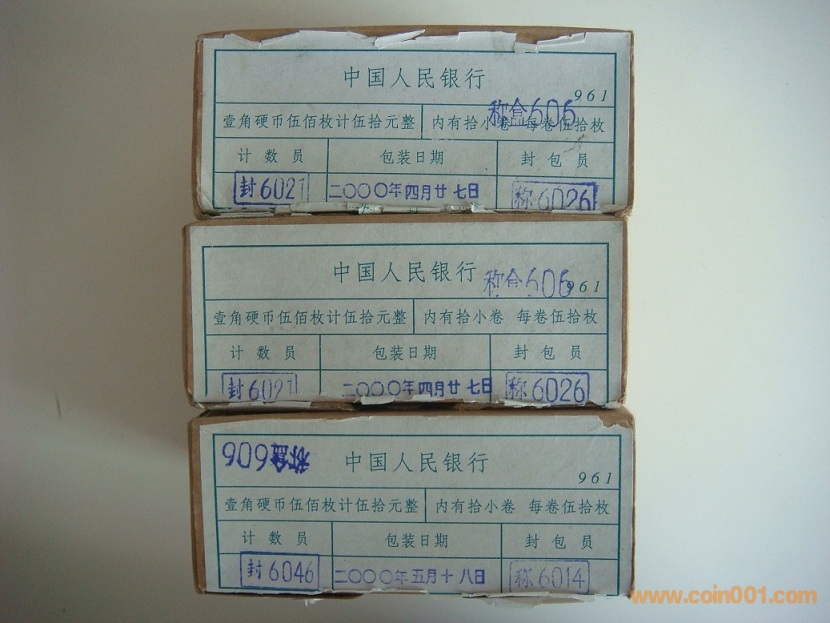 中国人民银行
961
称盒606
壹角硬币伍佰枚计伍拾元整 内有拾小卷 每卷伍拾枚
计数员 包装日期 封包员
封6021 二〇〇〇年四月廿七日 称6026
中国人民银行
称盒606
961
壹角硬币伍佰枚计伍拾元整 内有拾小卷 每卷伍拾枚
计数员 包装日期 封包员
封6021 二〇〇〇年四月廿七日 称6026
称盒606 中国人民银行
961
壹角硬币伍佰枚计伍拾元整 内有拾小卷 每卷伍拾枚
计数员 包装日期 封包员
封6046 二〇〇〇年五月十八日 称6014
www.coin001.com